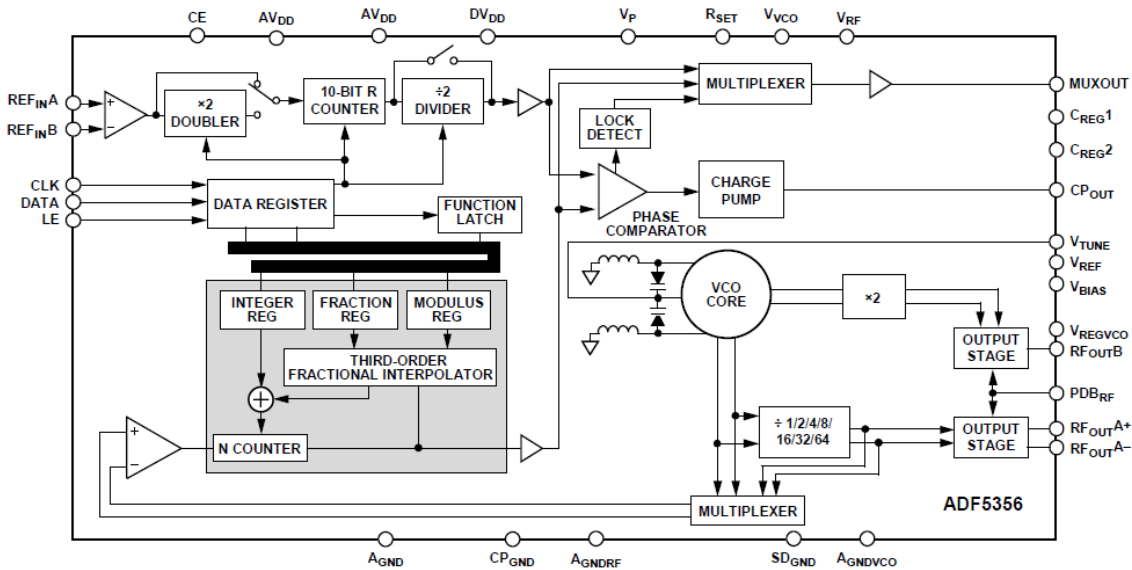 CE
AVDD
AVDD
DVDD
VP
RSET
VVCO
VRF
REFINA
REFINB
+
−
×2
DOUBLER
10-BIT R
COUNTER
÷2
DIVIDER
MULTIPLEXER
MUXOUT
LOCK
DETECT
CREG1
CREG2
CLK
DATA
LE
DATA REGISTER
FUNCTION
LATCH
PHASE
COMPARATOR
CHARGE
PUMP
CPOUT
VTUNE
VREF
VBIAS
VCO
CORE
×2
INTEGER
REG
FRACTION
REG
MODULUS
REG
THIRD-ORDER
FRACTIONAL INTERPOLATOR
+
N COUNTER
+
−
OUTPUT
STAGE
VREGVCO
RFOUTB
PDBRF
÷ 1/2/4/8/
16/32/64
OUTPUT
STAGE
RFOUTA+
RFOUTA−
MULTIPLEXER
ADF5356
AGND
CPGND
AGNDRF
SDGND
AGNDVCO